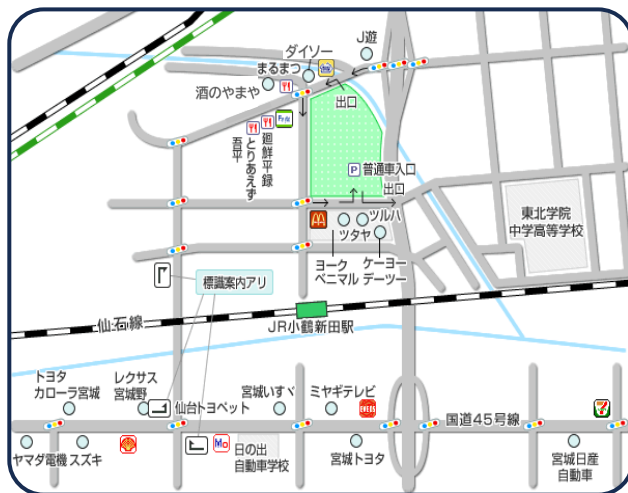 J遊
ダイソー
まるまつ
酒のやまや
出口
吾平
とりあえず
廻鮮平録
P 普通車入口
出口
ツルハ
ツタヤ
ヨーク
ベニマル
ケーヨー
デーツー
東北学院
中学高等学校
標識案内アリ
仙石線
JR小鶴新田駅
トヨタ
カローラ宮城
レクサス
宮城野
仙台トヨペット
宮城いすゞ
ミヤギテレビ
ENEOS
国道45号線
7
ヤマダ電機
スズキ
日の出
自動車学校
宮城トヨタ
宮城日産
自動車